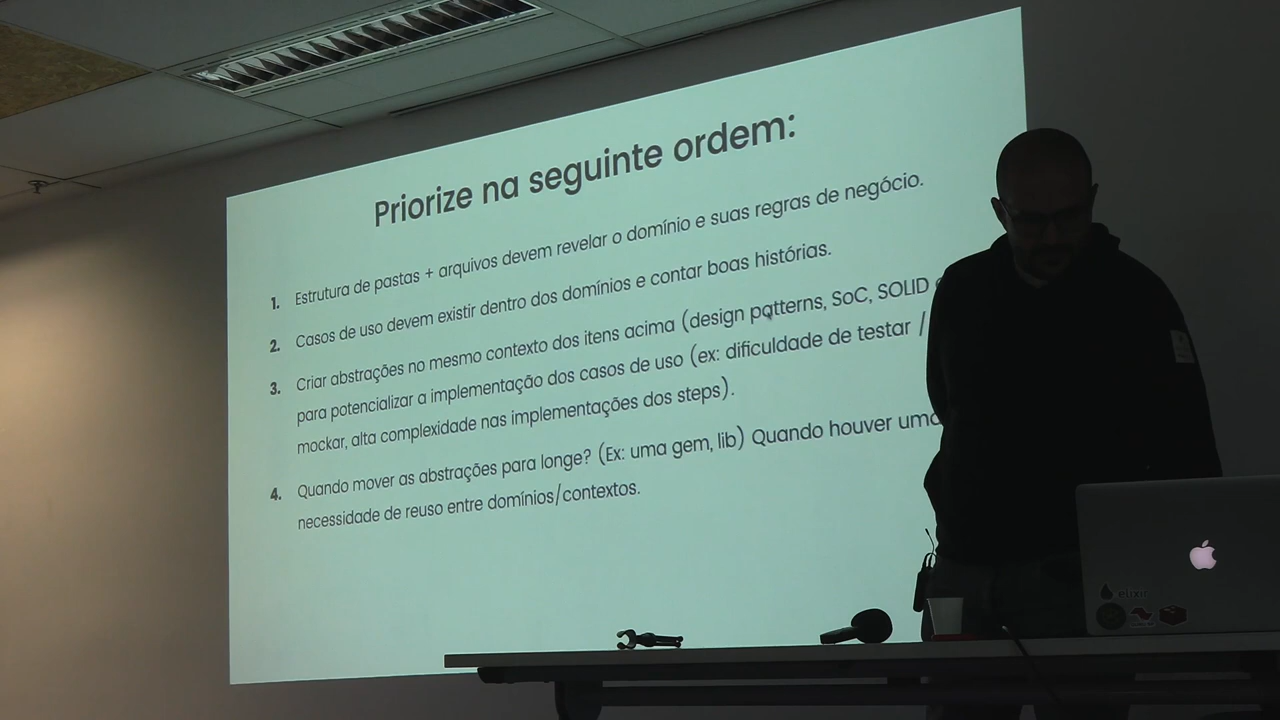 Priorize na seguinte ordem:
1. Estrutura de pastas + arquivos devem revelar o domínio e suas regras de negócio.
2. Casos de uso devem existir dentro dos domínios e contar boas histórias.
3. Criar abstrações no mesmo contexto dos itens acima (design patterns, SoC, SOLID
para potencializar a implementação dos casos de uso (ex: dificuldade de testar /
mockar, alta complexidade nas implementações dos steps).
4. Quando mover as abstrações para longe? (Ex: uma gem, lib) Quando houver uma
necessidade de reuso entre domínios/contextos.
elixir